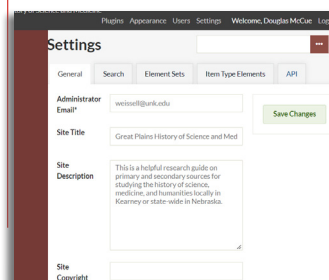 Plugins Appearance Users Settings Welcome, Douglas McCue Log
Settings
General Search Element Sets Item Type Elements API
Administrator
Email*
weissell@unk.edu
Save Changes
Site Title
Great Plains History of Science and Med
Site
Description
This is a helpful research guide on
primary and secondary sources for
studying the history of science,
medicine, and humanities locally in
Kearney or state-wide in Nebraska.
Site
Copyright